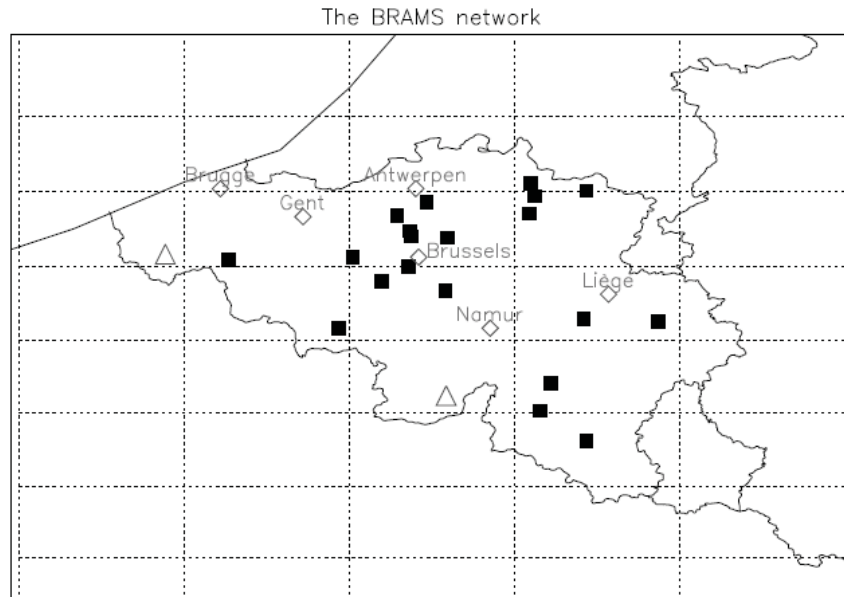 The BRAMS network
Brugge
Antwerpen
Gent
Brussels
Liège
Namur